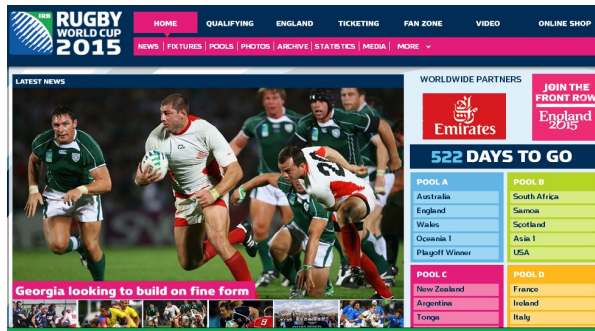 IRB
RUGBY
WORLD CUP
2015
HOME
QUALIFYING
ENGLAND
TICKETING
FAN ZONE
VIDEO
ONLINE SHOP
NEWS | FIXTURES | POOLS | PHOTOS | ARCHIVE | STATISTICS | MEDIA | MORE
LATEST NEWS
Georgia looking to build on fine form
WORLDWIDE PARTNERS
Emirates
JOIN THE
FRONT ROW
England
2015
522 DAYS TO GO
POOL A
Australia
England
Wales
Oceania 1
Playoff Winner
POOL B
South Africa
Samoa
Scotland
Asia 1
USA
POOL C
New Zealand
Argentina
Tonga
POOL D
France
Ireland
Italy